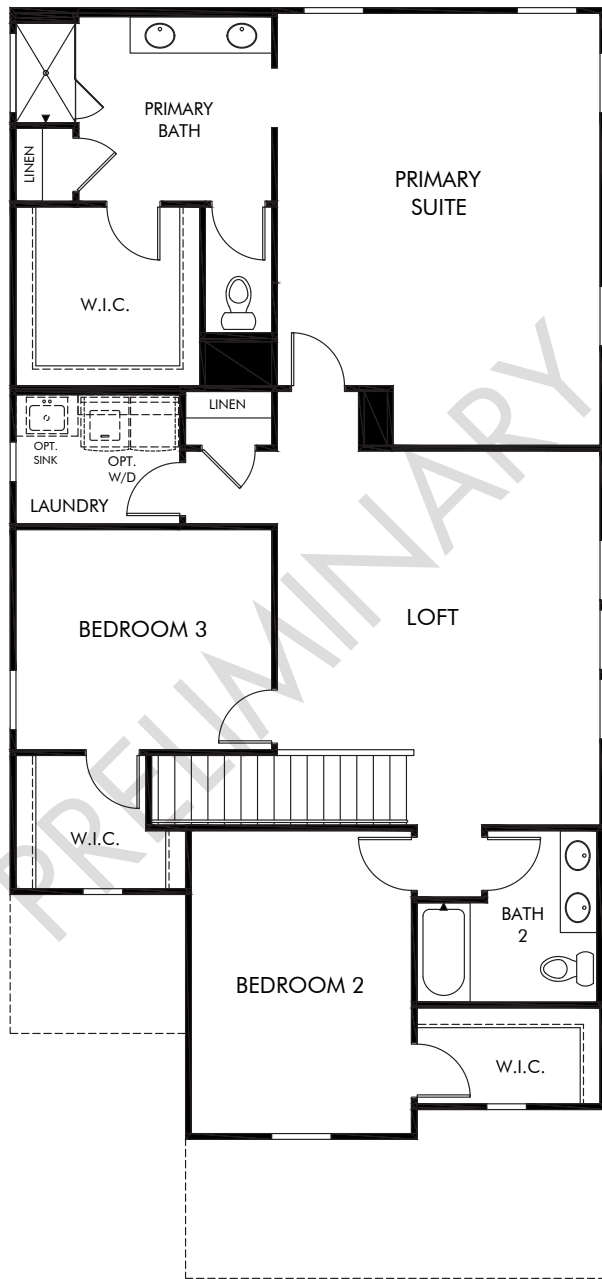 PRIMARY
BATH
LINEN
PRIMARY
SUITE
W.I.C.
LINEN
OPT.
SINK
OPT.
W/D
LAUNDRY
BEDROOM 3
LOFT
PRELIMINARY
W.I.C.
BATH
2
BEDROOM 2
W.I.C.